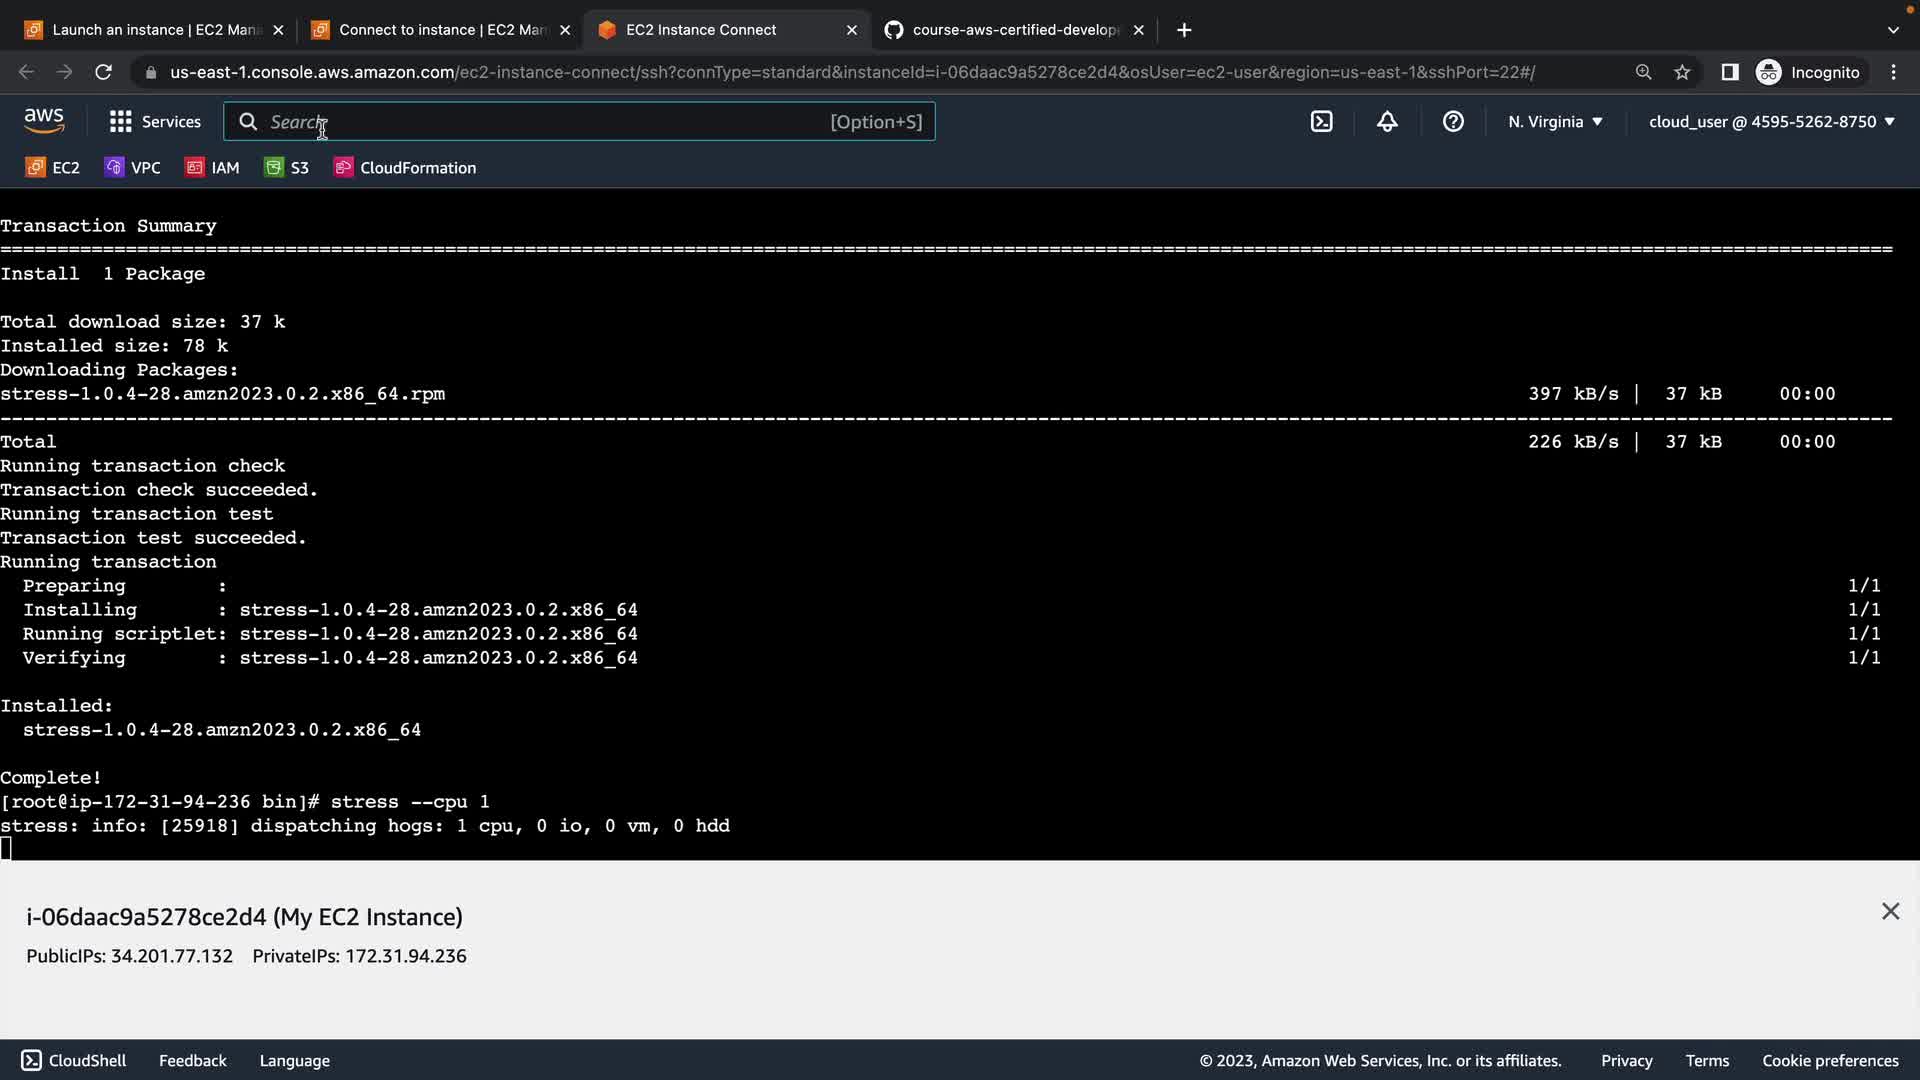 Launch an instance | EC2 Mana
Connect to instance | EC2 Man
EC2 Instance Connect
course-aws-certified-develop
us-east-1.console.aws.amazon.com/ec2-instance-connect/ssh?connType=standard&instanceId=i-06daac9a5278ce2d4&osUser=ec2-user&region=us-east-1&sshPort=22#/
Incognito
aws
Services
Search
[Option+S]
N. Virginia
cloud_user @ 4595-5262-8750
EC2
VPC
IAM
S3
CloudFormation
Transaction Summary
Install  1 Package
Total download size: 37 k
Installed size: 78 k
Downloading Packages:
stress-1.0.4-28.amzn2023.0.2.x86_64.rpm 397 kB/s | 37 kB 00:00
Total 226 kB/s | 37 kB 00:00
Running transaction check
Transaction check succeeded.
Running transaction test
Transaction test succeeded.
Running transaction
Preparing : 1/1
Installing : stress-1.0.4-28.amzn2023.0.2.x86_64 1/1
Running scriptlet: stress-1.0.4-28.amzn2023.0.2.x86_64 1/1
Verifying : stress-1.0.4-28.amzn2023.0.2.x86_64 1/1
Installed:
stress-1.0.4-28.amzn2023.0.2.x86_64
Complete!
[root@ip-172-31-94-236 bin]# stress --cpu 1
stress: info: [25918] dispatching hogs: 1 cpu, 0 io, 0 vm, 0 hdd
i-06daac9a5278ce2d4 (My EC2 Instance)
PublicIPs: 34.201.77.132 PrivateIPs: 172.31.94.236
CloudShell
Feedback
Language
© 2023, Amazon Web Services, Inc. or its affiliates.
Privacy
Terms
Cookie preferences